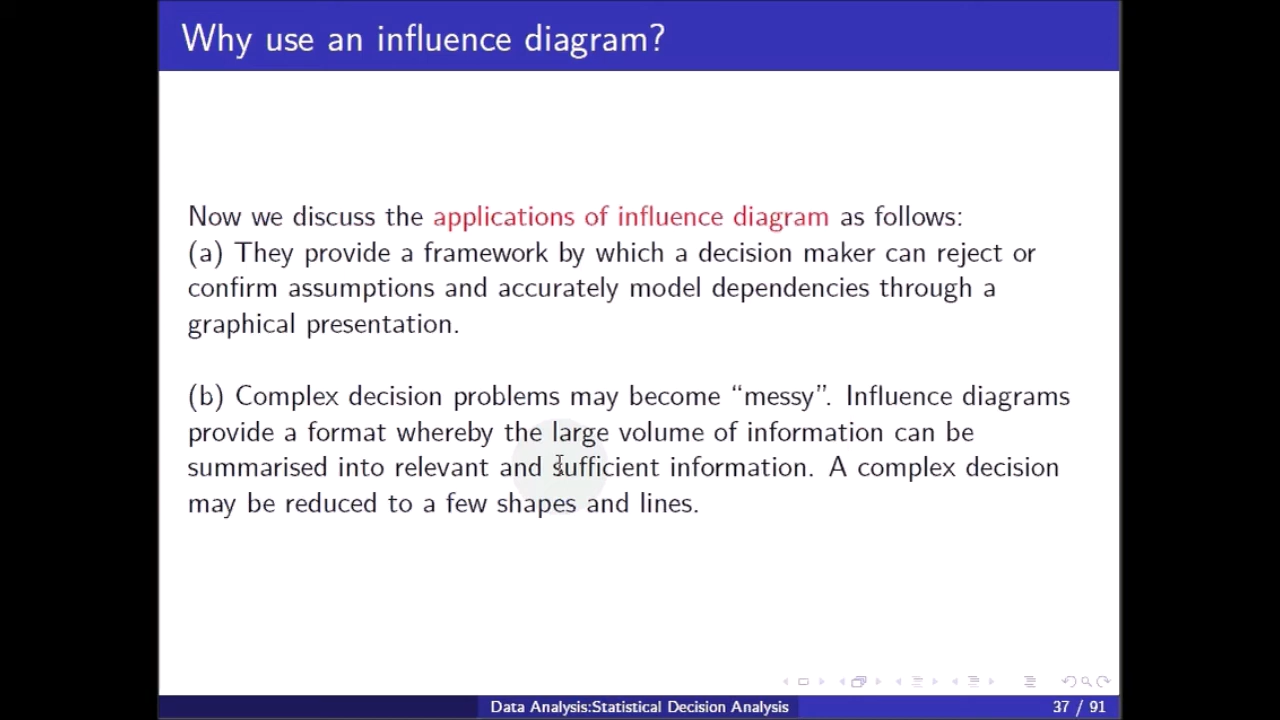 Why use an influence diagram?
Now we discuss the applications of influence diagram as follows:
(a) They provide a framework by which a decision maker can reject or
confirm assumptions and accurately model dependencies through a
graphical presentation.
(b) Complex decision problems may become “messy”. Influence diagrams
provide a format whereby the large volume of information can be
summarised into relevant and sufficient information. A complex decision
may be reduced to a few shapes and lines.
Data Analysis:Statistical Decision Analysis
37 / 91